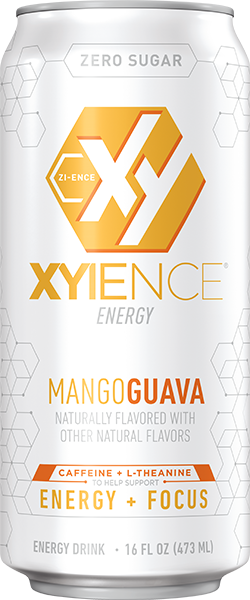 ZERO SUGAR
ZI-ENCE
XY
XYIENCE®
ENERGY
MANGOGUAVA
NATURALLY FLAVORED WITH
OTHER NATURAL FLAVORS
CAFFEINE + L-THEANINE
TO HELP SUPPORT
ENERGY + FOCUS
ENERGY DRINK • 16 FL OZ (473 ML)